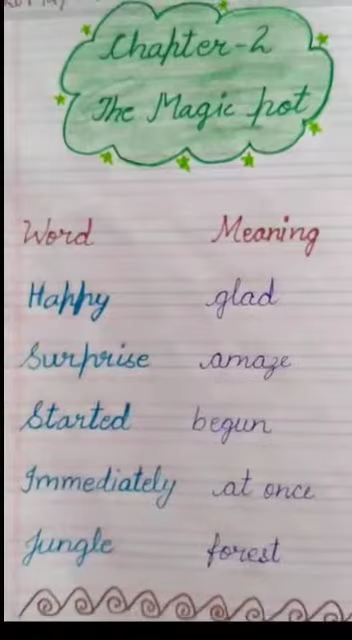 Chapter-2
The Magic pot
Word Meaning
Happy glad
Surprise amaze
Started begun
Immediately at once
Jungle forest